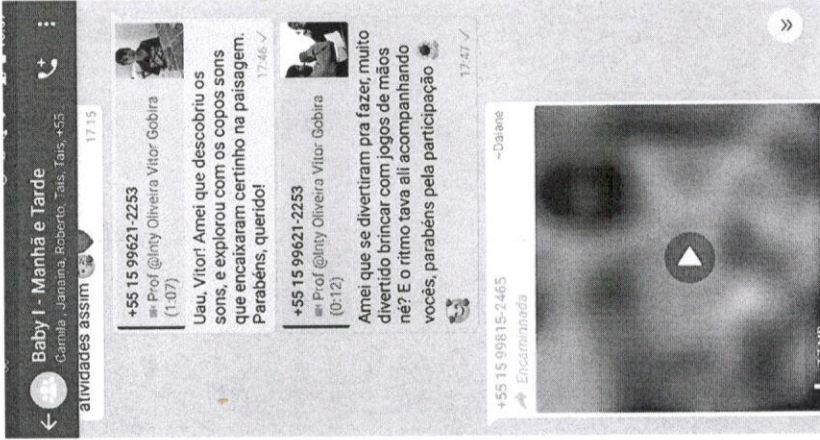 Baby I - Manhã e Tarde
Camila, Janaina, Roberto, Tais, Tais, +55
atividades assim
17:15
+55 15 99621-2253
Prof @Inty Oliveira Vitor Gobira
(1:07)
Uau, Vitor! Amei que descobriu os
sons, e explorou com os copos sons
que encaixaram certinho na paisagem.
Parabéns, querido!
17:46
+55 15 99621-2253
Prof @Inty Oliveira Vitor Gobira
(0:12)
Amei que se divertiram pra fazer, muito
divertido brincar com jogos de mãos
né? E o ritmo tava ali acompanhando
vocês, parabéns pela participação
17:47
+55 15 99815-2465
~Daiane
Encaminhada